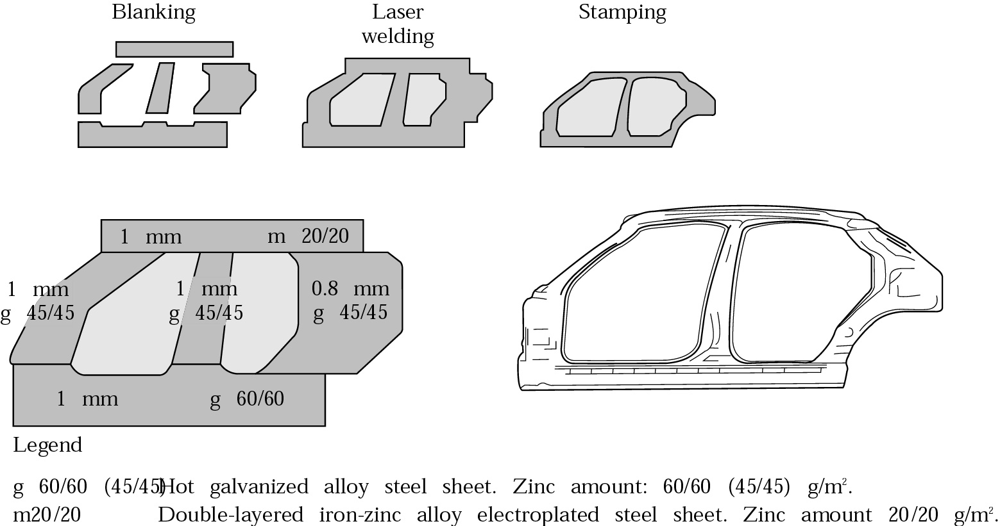 Blanking
Laser
welding
Stamping
1 mm m 20/20
1 mm
g 45/45
1 mm
g 45/45
0.8 mm
g 45/45
1 mm g 60/60
Legend
g 60/60 (45/45) Hot galvanized alloy steel sheet. Zinc amount: 60/60 (45/45) g/m².
m20/20 Double-layered iron-zinc alloy electroplated steel sheet. Zinc amount 20/20 g/m².